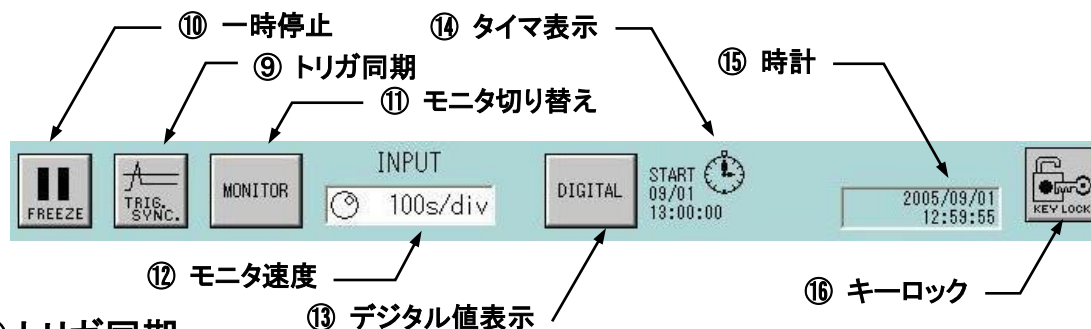 ⑩ 一時停止
⑭ タイマ表示
⑨ トリガ同期
⑮ 時計
⑪ モニタ切り替え
FREEZE
TRIG.
SYNC.
MONITOR
INPUT
100s/div
DIGITAL
START
09/01
13:00:00
2005/09/01
12:59:55
KEY LOCK
⑫ モニタ速度
⑯ キーロック
⑬ デジタル値表示
トリガ同期